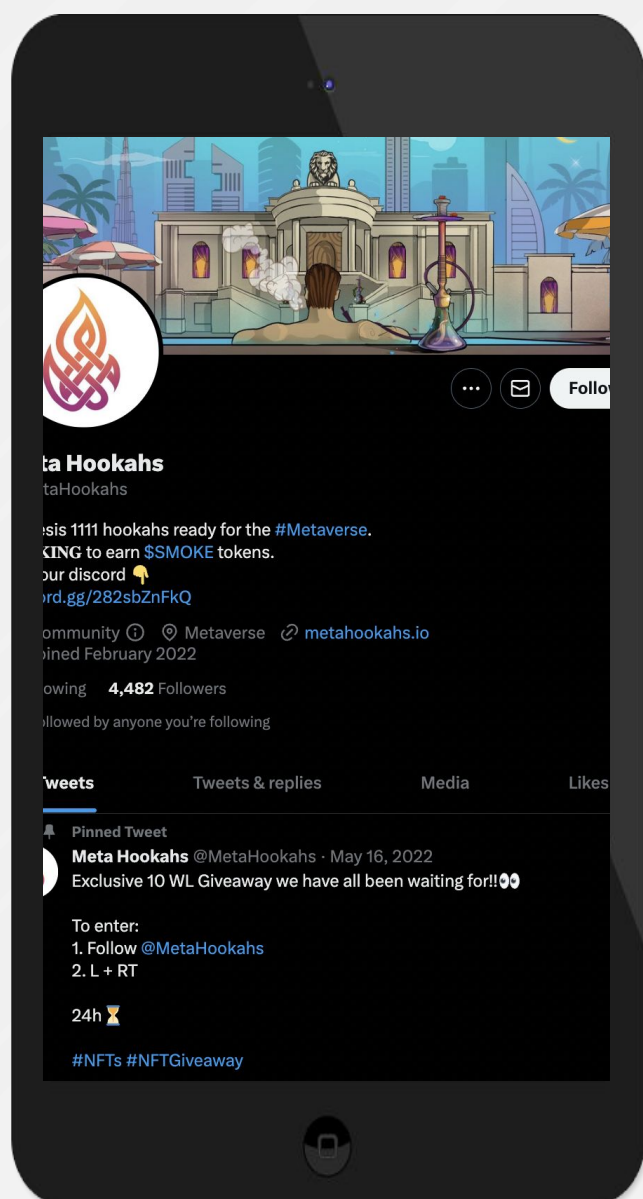 Follo
ta Hookahs
taHookahs
esis 1111 hookahs ready for the #Metaverse.
KING to earn $SMOKE tokens.
our discord 👇
ord.gg/282sbZnFkQ
ommunity Metaverse metahookahs.io
ined February 2022
owing 4,482 Followers
ollowed by anyone you're following
Tweets Tweets & replies Media Likes
Pinned Tweet
Meta Hookahs @MetaHookahs · May 16, 2022
Exclusive 10 WL Giveaway we have all been waiting for!!👀
To enter:
1. Follow @MetaHookahs
2. L + RT
24h ⏳
#NFTs #NFTGiveaway